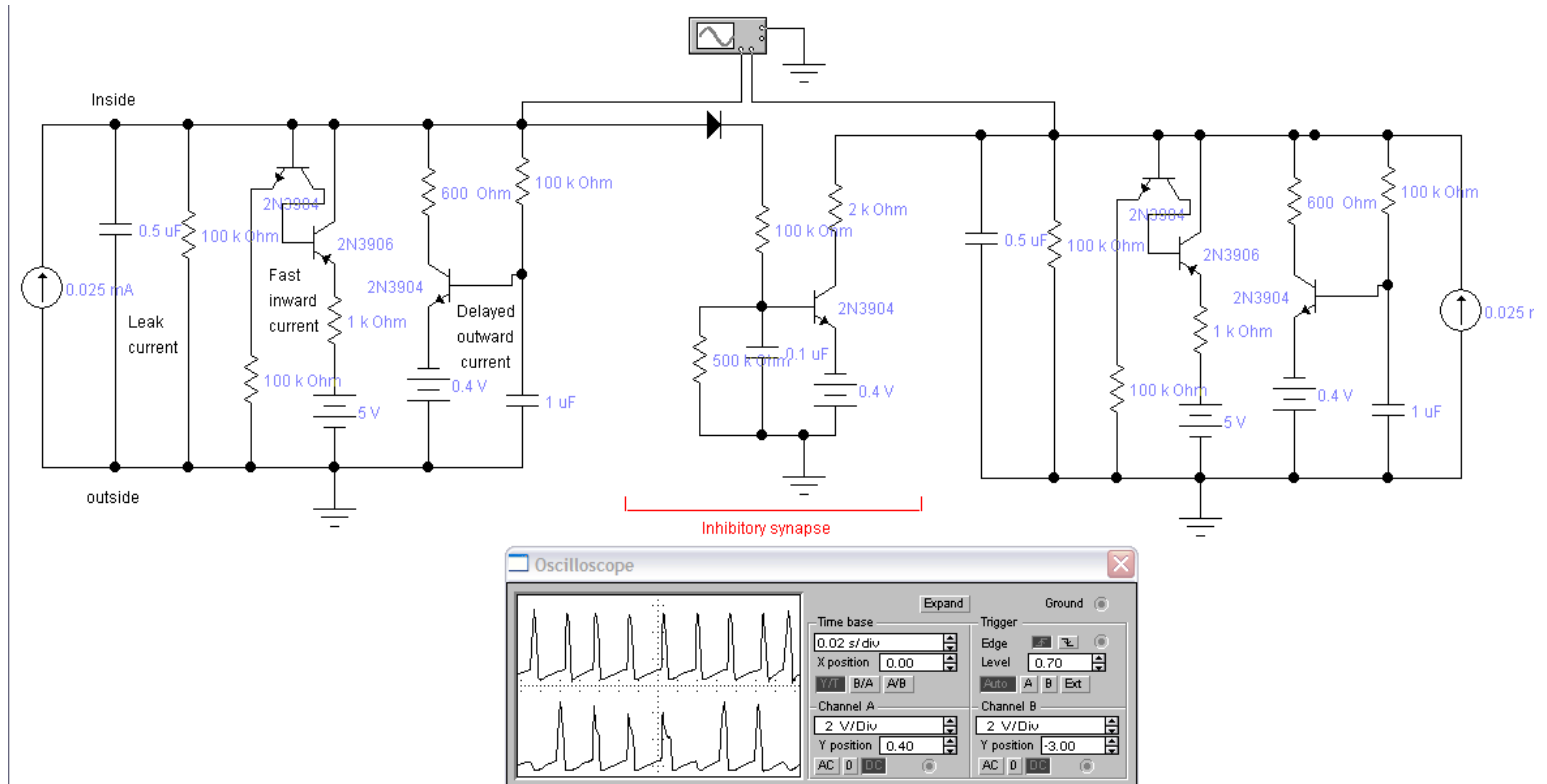 Inside
0.5 uF
100 k Ohm
2N3904
2N3906
600 Ohm
100 k Ohm
0.025 mA
Leak
current
Fast
inward
current
1 k Ohm
2N3904
Delayed
outward
current
100 k Ohm
5 V
0.4 V
1 uF
outside
100 k Ohm
2 k Ohm
2N3904
500 k Ohm
0.1 uF
0.4 V
Inhibitory synapse
0.5 uF
100 k Ohm
2N3904
2N3906
600 Ohm
100 k Ohm
1 k Ohm
2N3904
0.025 r
100 k Ohm
5 V
0.4 V
1 uF
Oscilloscope
Expand
Ground
Time base
0.02 s/div
X position 0.00
Y/T B/A A/B
Trigger
Edge
Level 0.70
Auto A B Ext
Channel A
2 V/Div
Y position 0.40
AC 0 DC
Channel B
2 V/Div
Y position -3.00
AC 0 DC